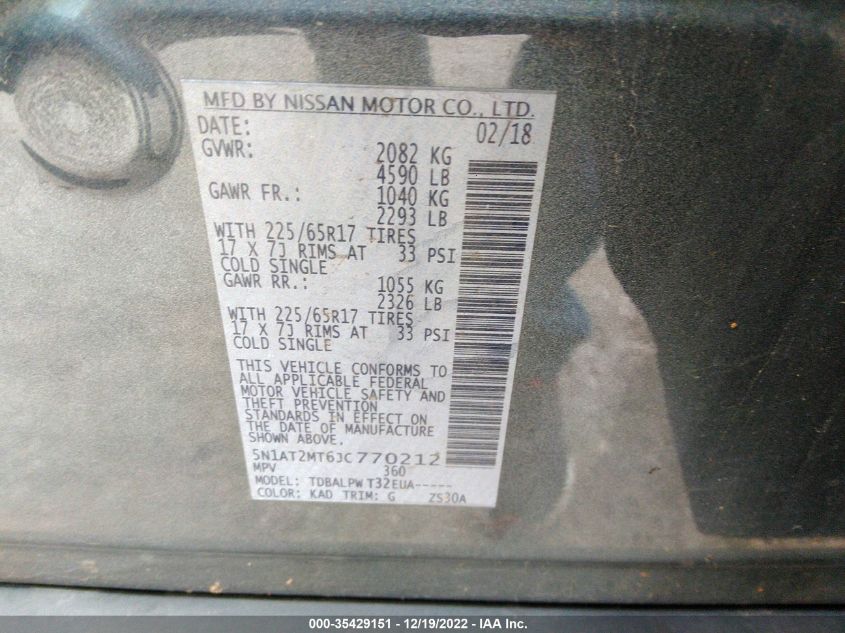 MFD BY NISSAN MOTOR CO., LTD.
DATE: 02/18
GVWR: 2082 KG
4590 LB
GAWR FR.: 1040 KG
2293 LB
WITH 225/65R17 TIRES
17 X 7J RIMS AT 33 PSI
COLD SINGLE
GAWR RR.: 1055 KG
2326 LB
WITH 225/65R17 TIRES
17 X 7J RIMS AT 33 PSI
COLD SINGLE
THIS VEHICLE CONFORMS TO
ALL APPLICABLE FEDERAL
MOTOR VEHICLE SAFETY AND
THEFT PREVENTION
STANDARDS IN EFFECT ON
THE DATE OF MANUFACTURE
SHOWN ABOVE.
5N1AT2MT6JC770212
MPV 360
MODEL: TDBALPW T32EUA-----
COLOR: KAD TRIM: G ZS30A
000-35429151 - 12/19/2022 - IAA Inc.